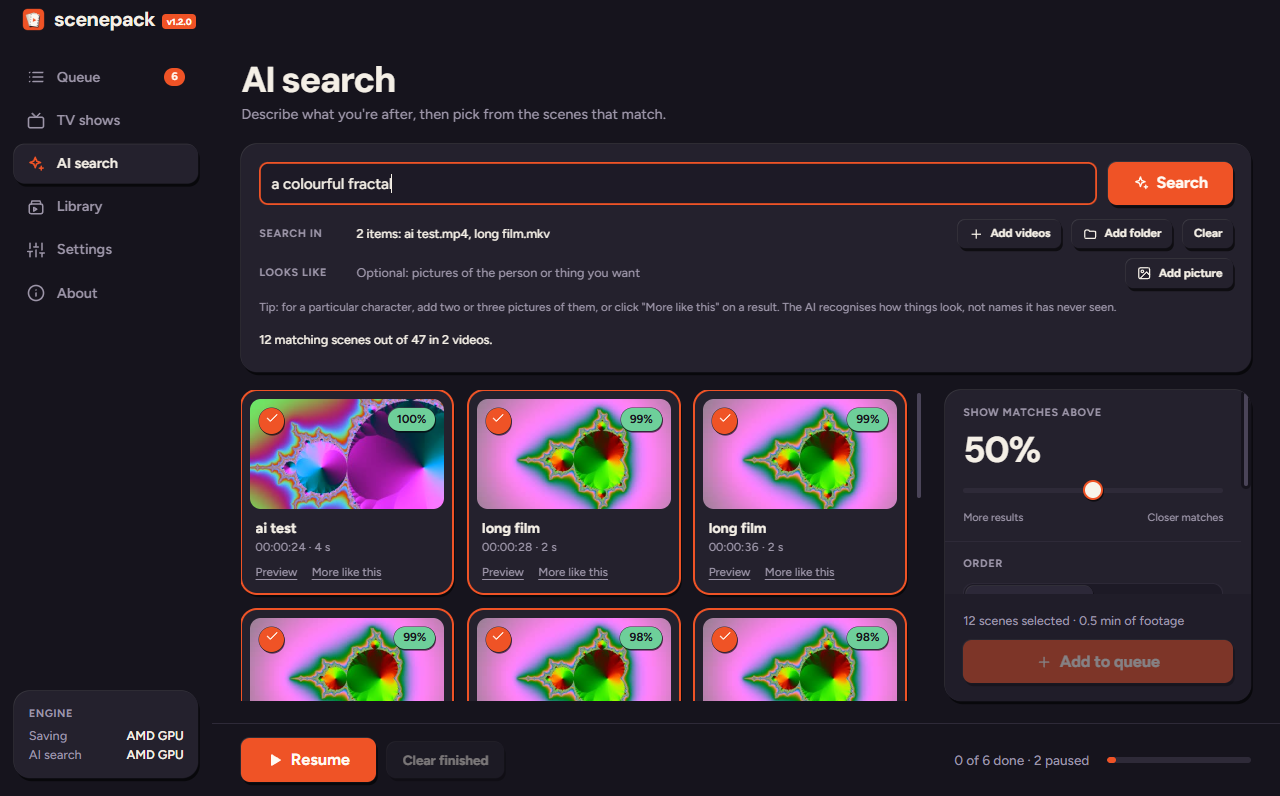 scenepack v1.2.0
Queue 6
TV shows
AI search
Library
Settings
About
ENGINE
Saving AMD GPU
AI search AMD GPU
AI search
Describe what you're after, then pick from the scenes that match.
a colourful fractal
Search
SEARCH IN 2 items: ai test.mp4, long film.mkv
Add videos
Add folder
Clear
LOOKS LIKE Optional: pictures of the person or thing you want
Add picture
Tip: for a particular character, add two or three pictures of them, or click "More like this" on a result. The AI recognises how things look, not names it has never seen.
12 matching scenes out of 47 in 2 videos.
100%
ai test
00:00:24 · 4 s
Preview More like this
99%
long film
00:00:28 · 2 s
Preview More like this
99%
long film
00:00:36 · 2 s
Preview More like this
99%
98%
98%
SHOW MATCHES ABOVE
50%
More results Closer matches
ORDER
12 scenes selected · 0.5 min of footage
Add to queue
Resume
Clear finished
0 of 6 done · 2 paused